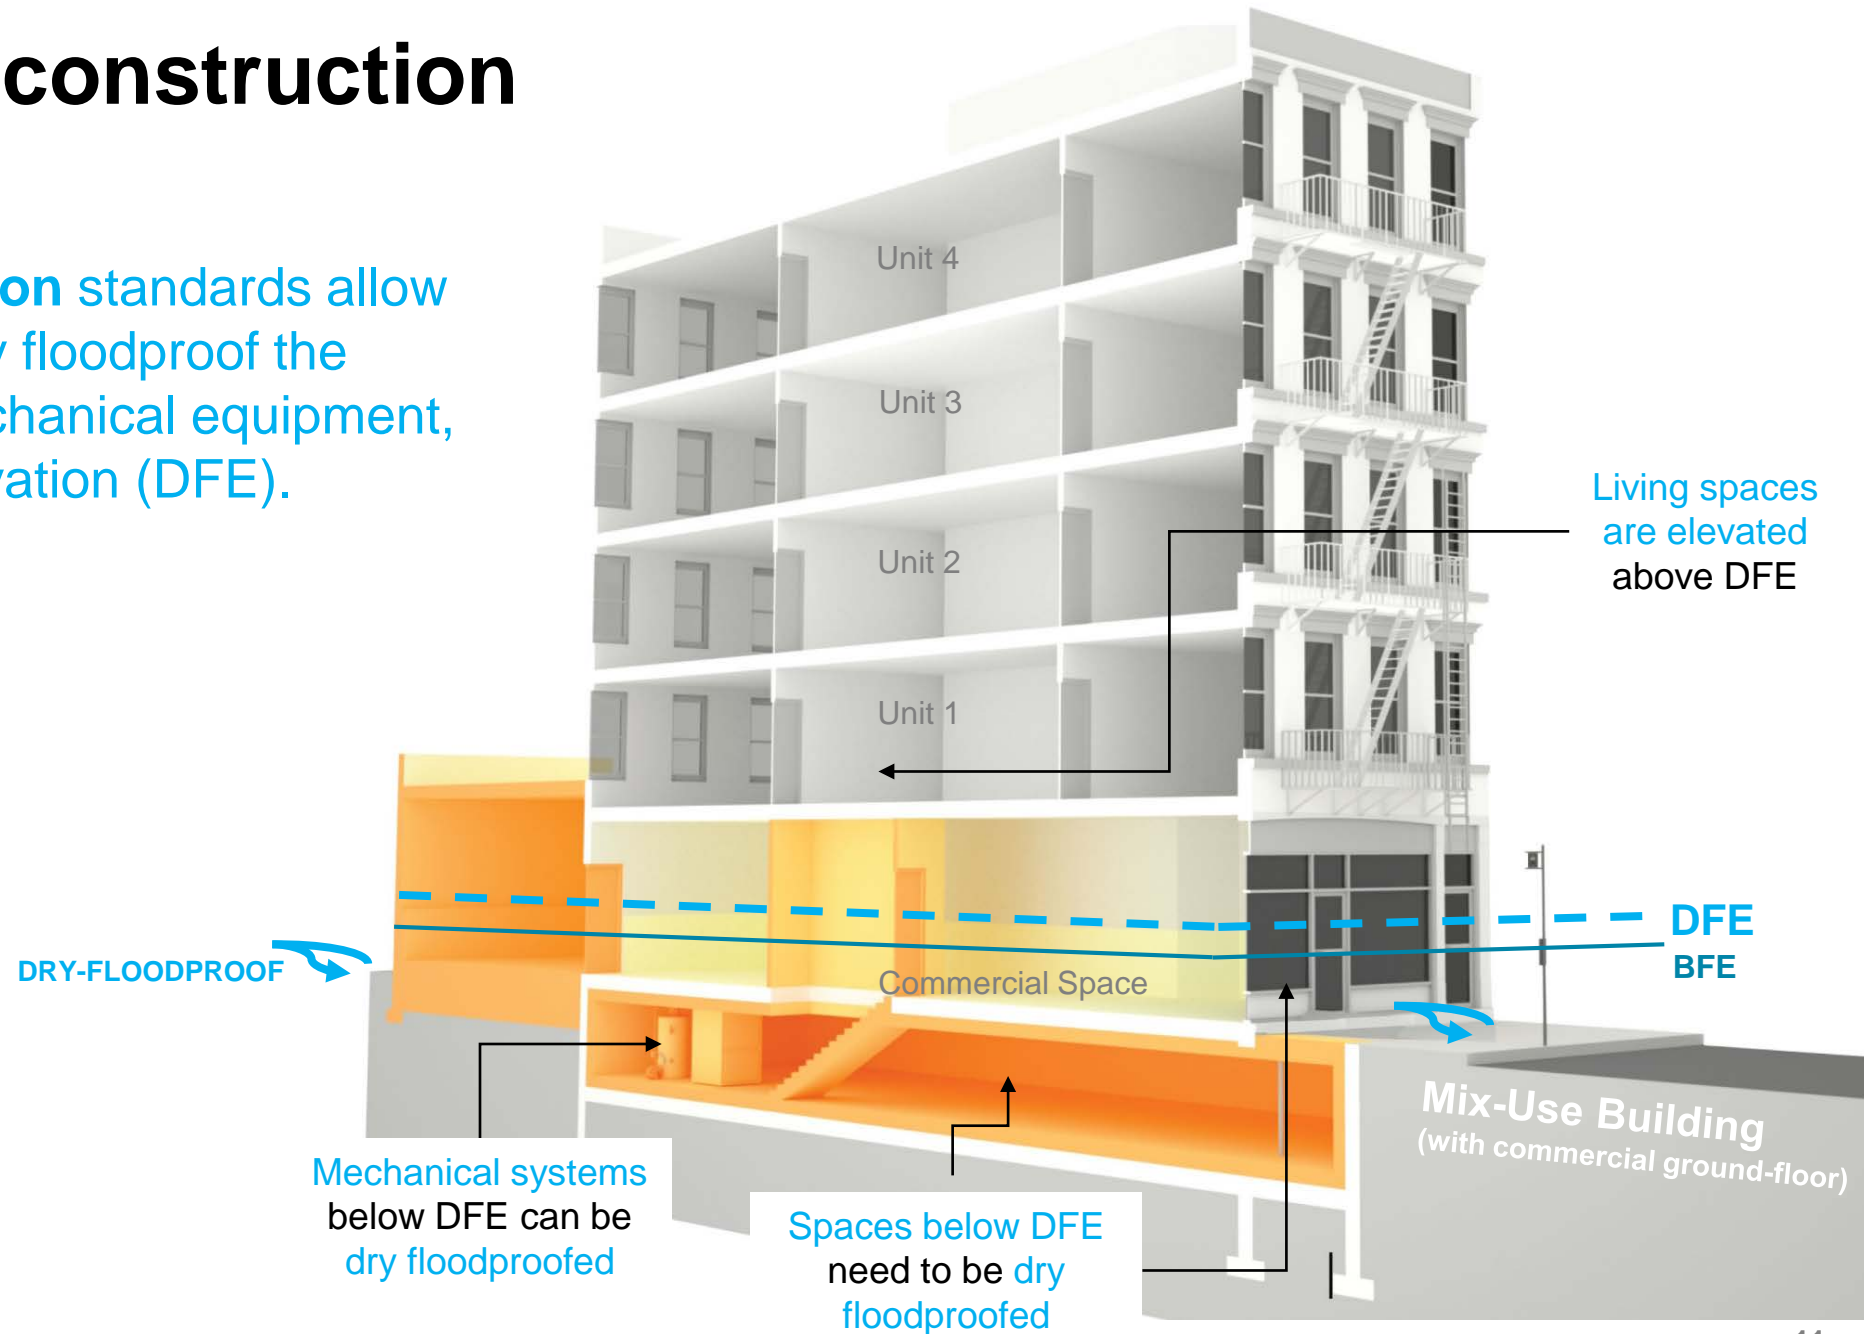 construction
on standards allow
y floodproof the
chanical equipment,
vation (DFE).
Unit 4
Unit 3
Unit 2
Unit 1
Living spaces
are elevated
above DFE
DFE
BFE
DRY-FLOODPROOF
Commercial Space
Mix-Use Building
(with commercial ground-floor)
Mechanical systems
below DFE can be
dry floodproofed
Spaces below DFE
need to be dry
floodproofed